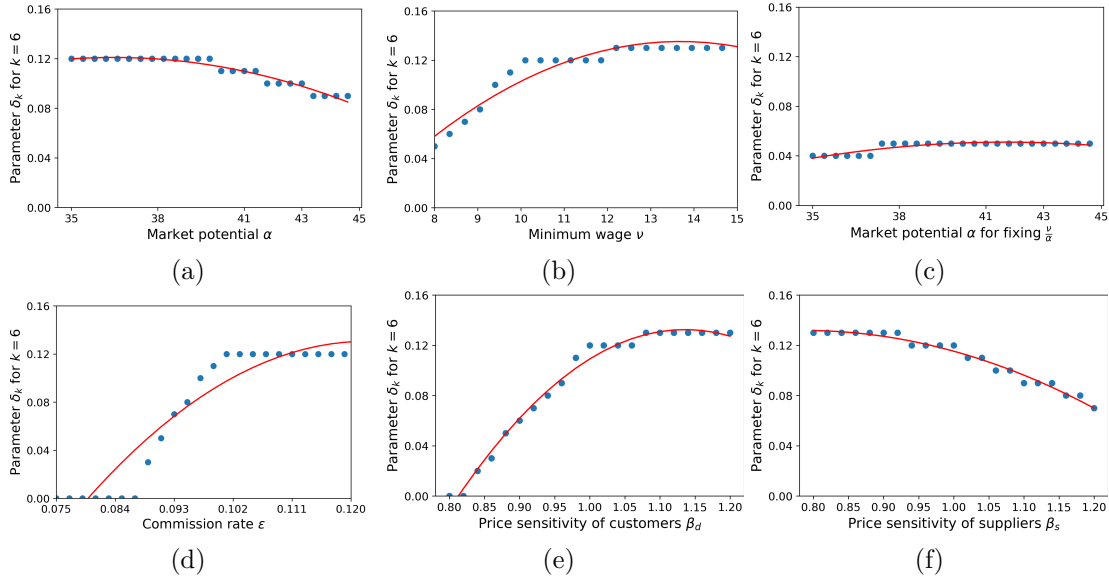 0.16
0.12
0.08
0.04
0.00
Parameter δk for k = 6
35 38 41 43 45
Market potential α
(a)
0.16
0.12
0.08
0.04
0.00
Parameter δk for k = 6
8 9 10 11 12 13 14 15
Minimum wage ν
(b)
0.16
0.12
0.08
0.04
0.00
Parameter δk for k = 6
35 38 41 43 45
Market potential α for fixing ν/α
(c)
0.16
0.12
0.08
0.04
0.00
Parameter δk for k = 6
0.075 0.084 0.093 0.102 0.111 0.120
Commission rate ε
(d)
0.16
0.12
0.08
0.04
0.00
Parameter δk for k = 6
0.80 0.85 0.90 0.95 1.00 1.05 1.10 1.15 1.20
Price sensitivity of customers βd
(e)
0.16
0.12
0.08
0.04
0.00
Parameter δk for k = 6
0.80 0.85 0.90 0.95 1.00 1.05 1.10 1.15 1.20
Price sensitivity of suppliers βs
(f)